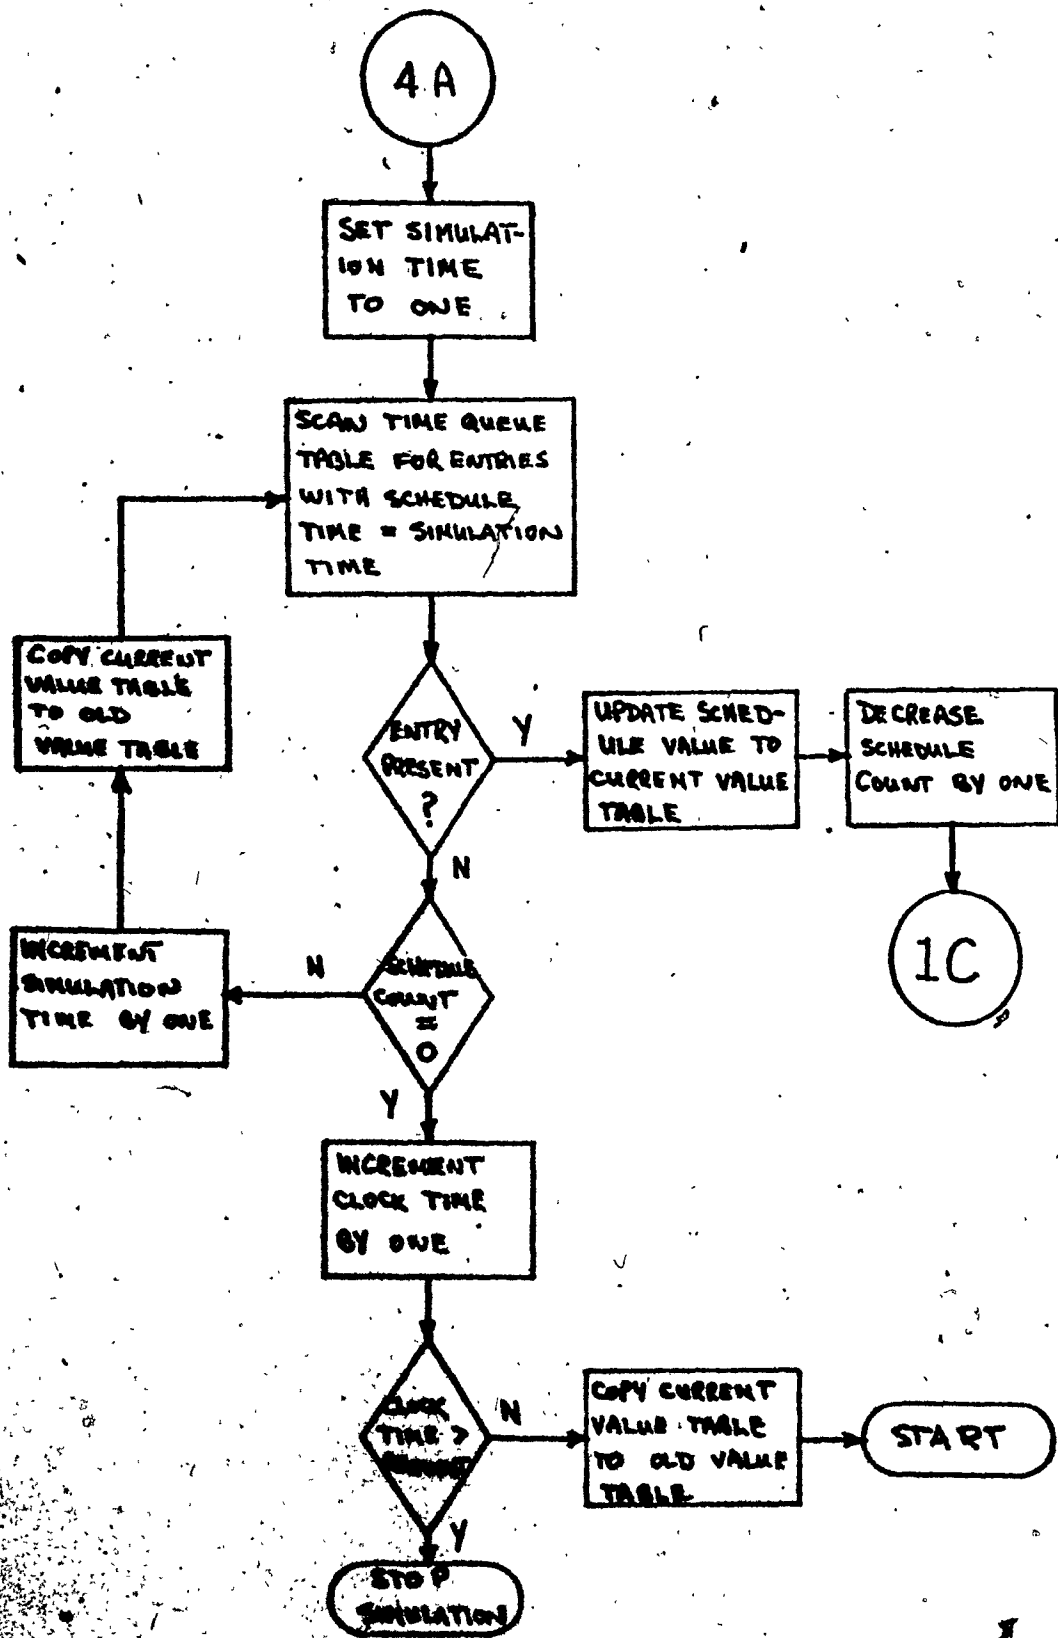 4A
SET SIMULAT-
ION TIME
TO ONE
SCAN TIME QUEUE
TABLE FOR ENTRIES
WITH SCHEDULE
TIME = SIMULATION
TIME
COPY CURRENT
VALUE TABLE
TO OLD
VALUE TABLE
ENTRY
PRESENT
?
Y
UPDATE SCHED-
ULE VALUE TO
CURRENT VALUE
TABLE
DECREASE
SCHEDULE
COUNT BY ONE
N
1C
INCREMENT
SIMULATION
TIME BY ONE
N
SCHEDULE
COUNT
=
0
Y
INCREMENT
CLOCK TIME
BY ONE
CLOCK
TIME >
N
COPY CURRENT
VALUE TABLE
TO OLD VALUE
TABLE
START
Y
STOP
SIMULATION